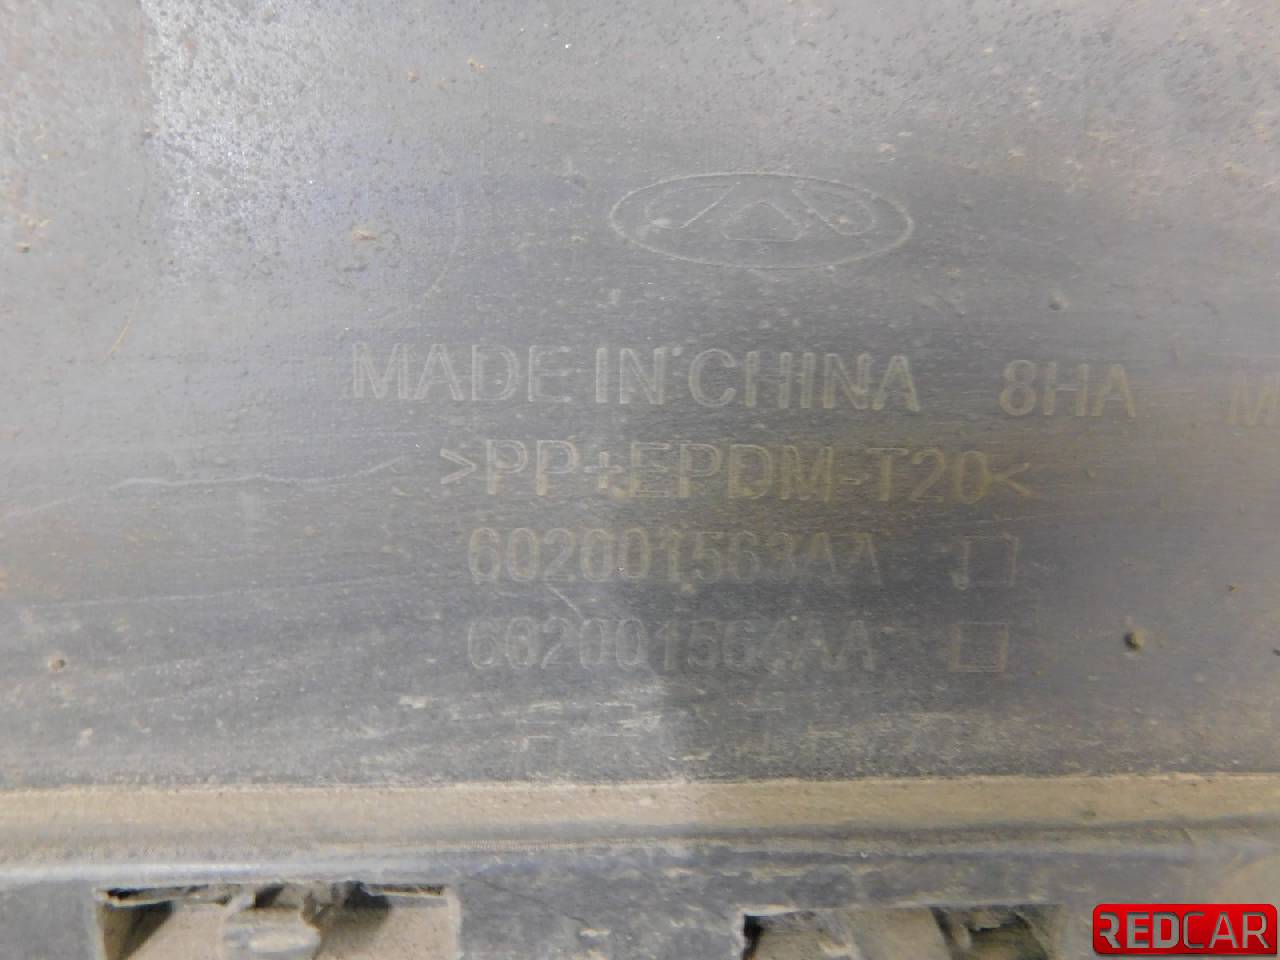 MADE IN CHINA 8HA M
>PP+EPDM-T20<
602001563AA
602001564AA
REDCAR